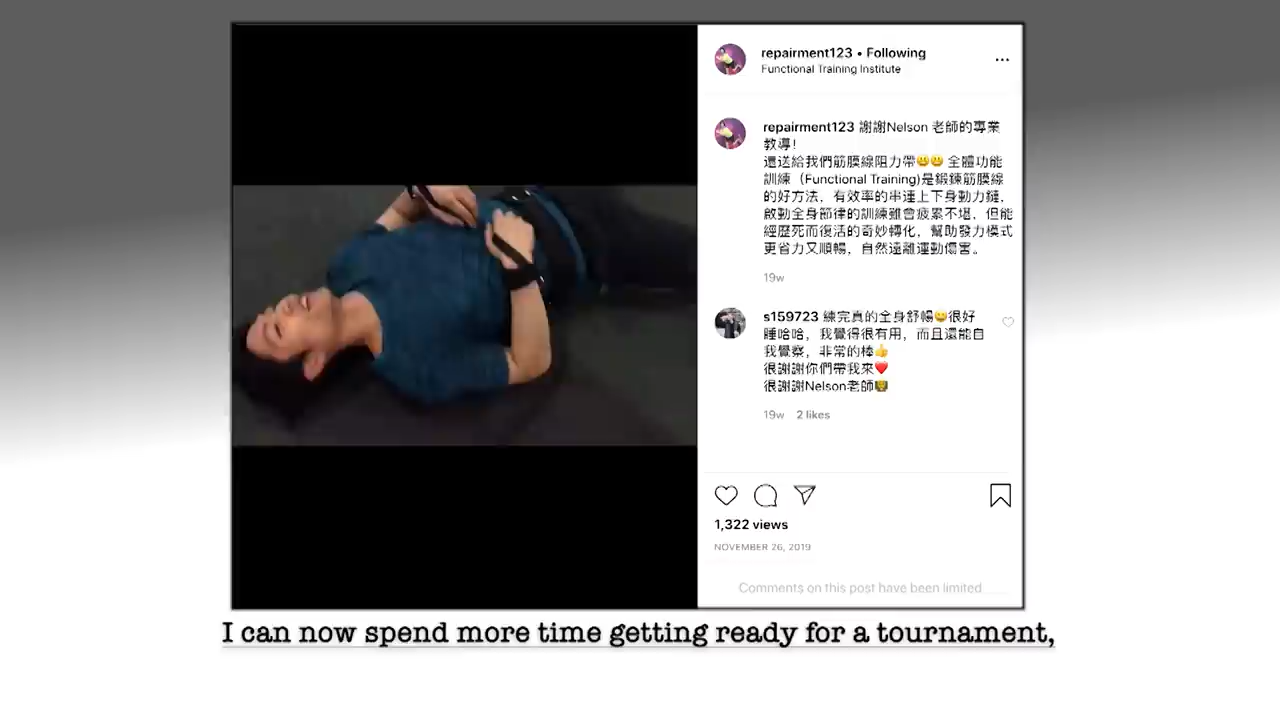 repairment123 • Following
Functional Training Institute
repairment123 謝謝Nelson 老師的專業
教導!
還送給我們筋膜線阻力帶😀😀 全體功能
訓練（Functional Training)是鍛鍊筋膜線
的好方法，有效率的串連上下身動力鏈，
啟動全身節律的訓練雖會疲累不堪，但能
經歷死而復活的奇妙轉化，幫助發力模式
更省力又順暢，自然遠離運動傷害。
19w
s159723 練完真的全身舒暢😀很好
睡哈哈，我覺得很有用，而且還能自
我覺察，非常的棒👍
很謝謝你們帶我來❤️
很謝謝Nelson老師
19w 2 likes
1,322 views
NOVEMBER 26, 2019
Comments on this post have been limited
I can now spend more time getting ready for a tournament,